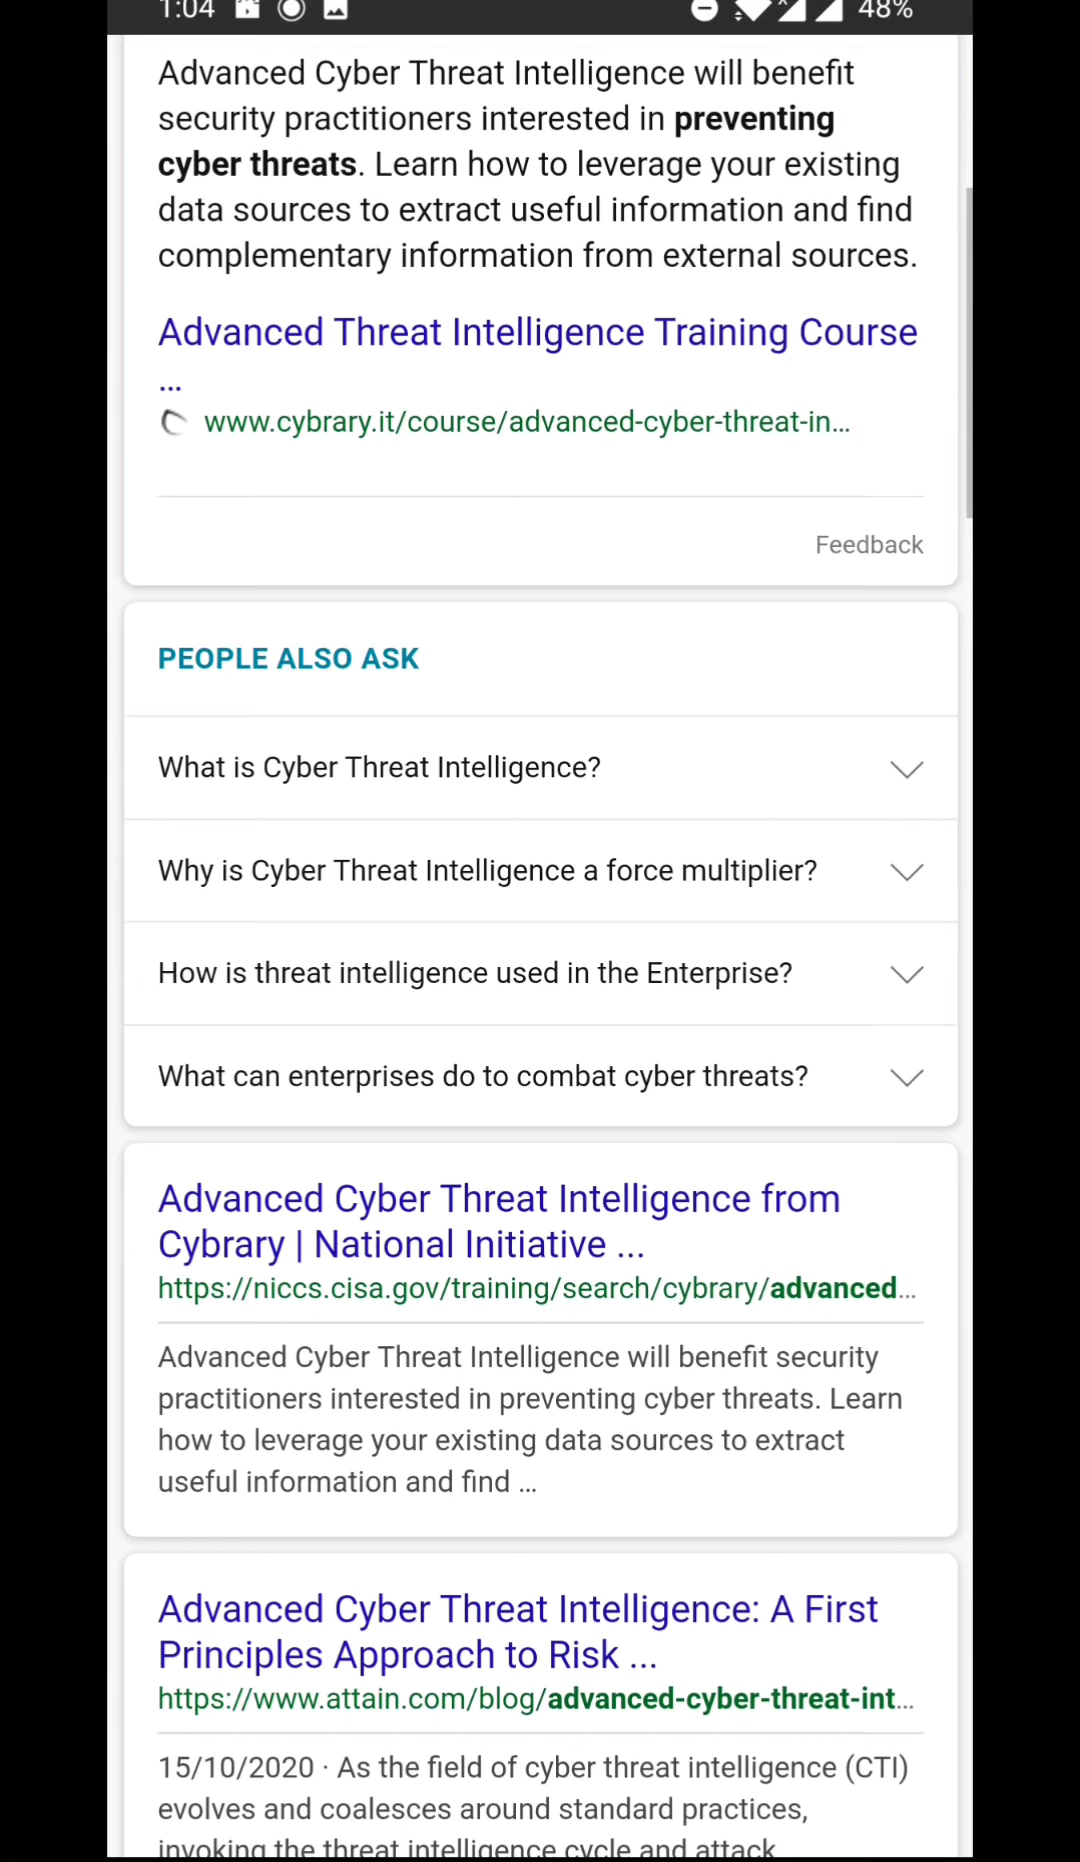 1:04 48%
Advanced Cyber Threat Intelligence will benefit
security practitioners interested in preventing
cyber threats. Learn how to leverage your existing
data sources to extract useful information and find
complementary information from external sources.
Advanced Threat Intelligence Training Course
...
www.cybrary.it/course/advanced-cyber-threat-in...
Feedback
PEOPLE ALSO ASK
What is Cyber Threat Intelligence?
Why is Cyber Threat Intelligence a force multiplier?
How is threat intelligence used in the Enterprise?
What can enterprises do to combat cyber threats?
Advanced Cyber Threat Intelligence from
Cybrary | National Initiative ...
https://niccs.cisa.gov/training/search/cybrary/advanced...
Advanced Cyber Threat Intelligence will benefit security
practitioners interested in preventing cyber threats. Learn
how to leverage your existing data sources to extract
useful information and find ...
Advanced Cyber Threat Intelligence: A First
Principles Approach to Risk ...
https://www.attain.com/blog/advanced-cyber-threat-int...
15/10/2020 · As the field of cyber threat intelligence (CTI)
evolves and coalesces around standard practices,
invoking the threat intelligence cycle and attack